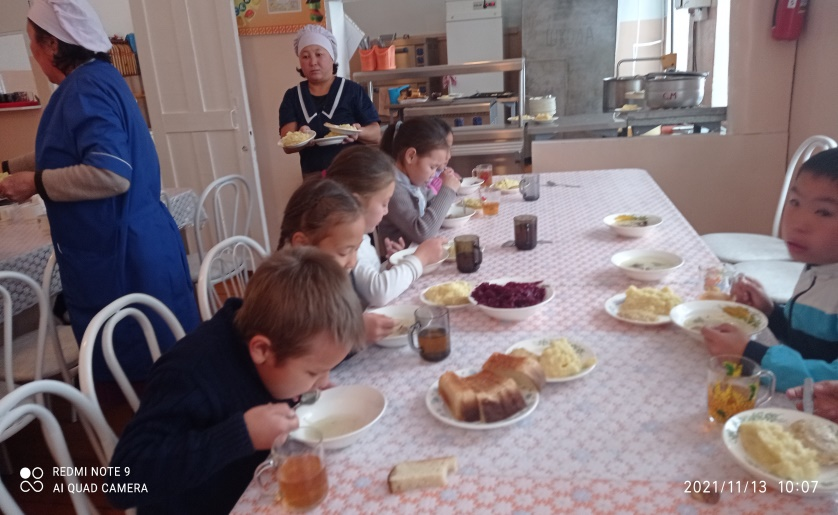 REDMI NOTE 9
AI QUAD CAMERA
2021/11/13 10:07